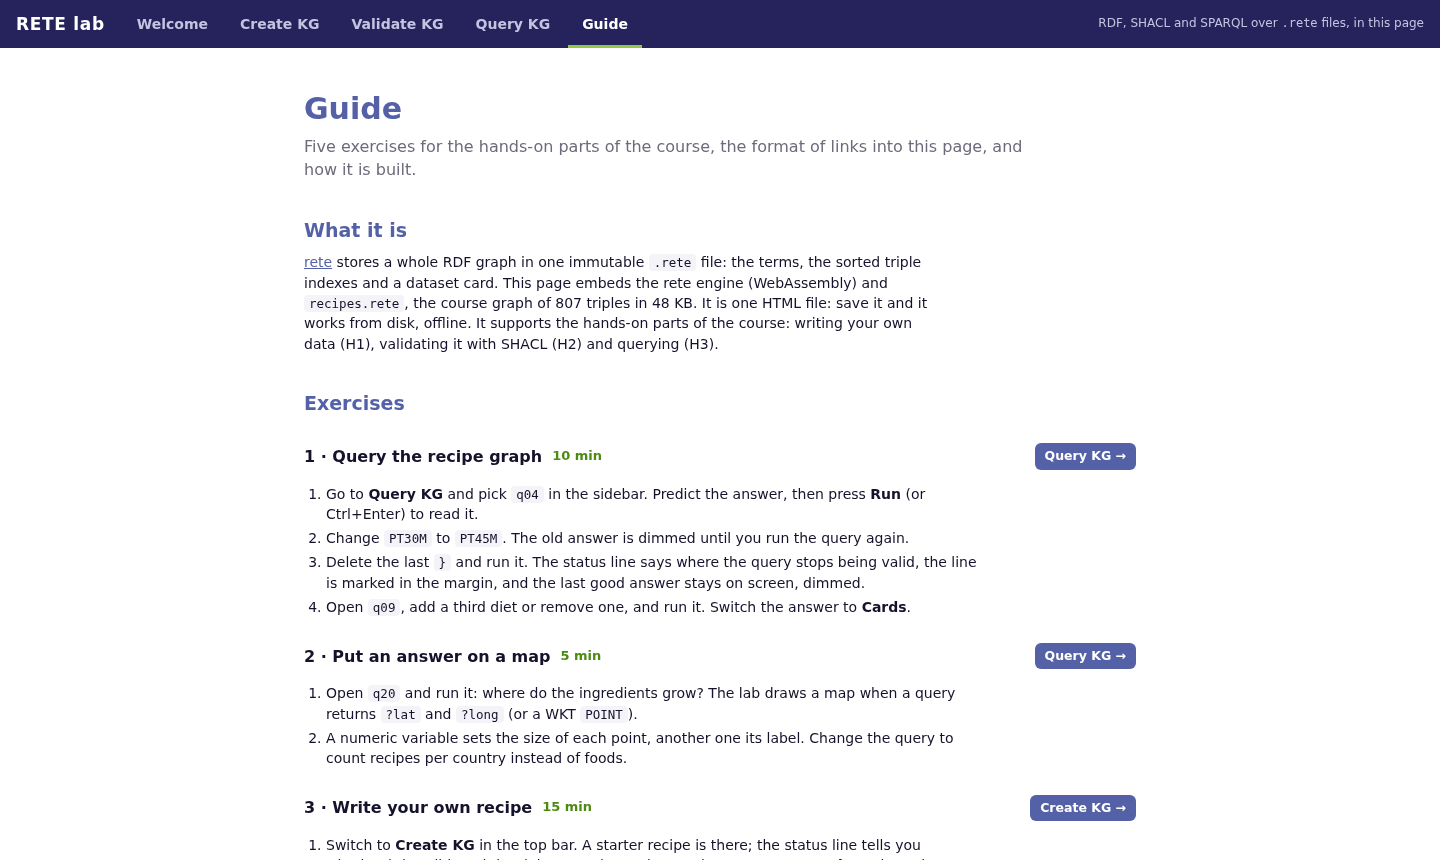 RETE lab Welcome Create KG Validate KG Query KG Guide RDF, SHACL and SPARQL over .rete files, in this page
Guide
Five exercises for the hands-on parts of the course, the format of links into this page, and
how it is built.
What it is
rete stores a whole RDF graph in one immutable .rete file: the terms, the sorted triple
indexes and a dataset card. This page embeds the rete engine (WebAssembly) and
recipes.rete, the course graph of 807 triples in 48 KB. It is one HTML file: save it and it
works from disk, offline. It supports the hands-on parts of the course: writing your own
data (H1), validating it with SHACL (H2) and querying (H3).
Exercises
1 · Query the recipe graph 10 min Query KG →
1. Go to Query KG and pick q04 in the sidebar. Predict the answer, then press Run (or
Ctrl+Enter) to read it.
2. Change PT30M to PT45M. The old answer is dimmed until you run the query again.
3. Delete the last } and run it. The status line says where the query stops being valid, the line
is marked in the margin, and the last good answer stays on screen, dimmed.
4. Open q09, add a third diet or remove one, and run it. Switch the answer to Cards.
2 · Put an answer on a map 5 min Query KG →
1. Open q20 and run it: where do the ingredients grow? The lab draws a map when a query
returns ?lat and ?long (or a WKT POINT).
2. A numeric variable sets the size of each point, another one its label. Change the query to
count recipes per country instead of foods.
3 · Write your own recipe 15 min Create KG →
1. Switch to Create KG in the top bar. A starter recipe is there; the status line tells you